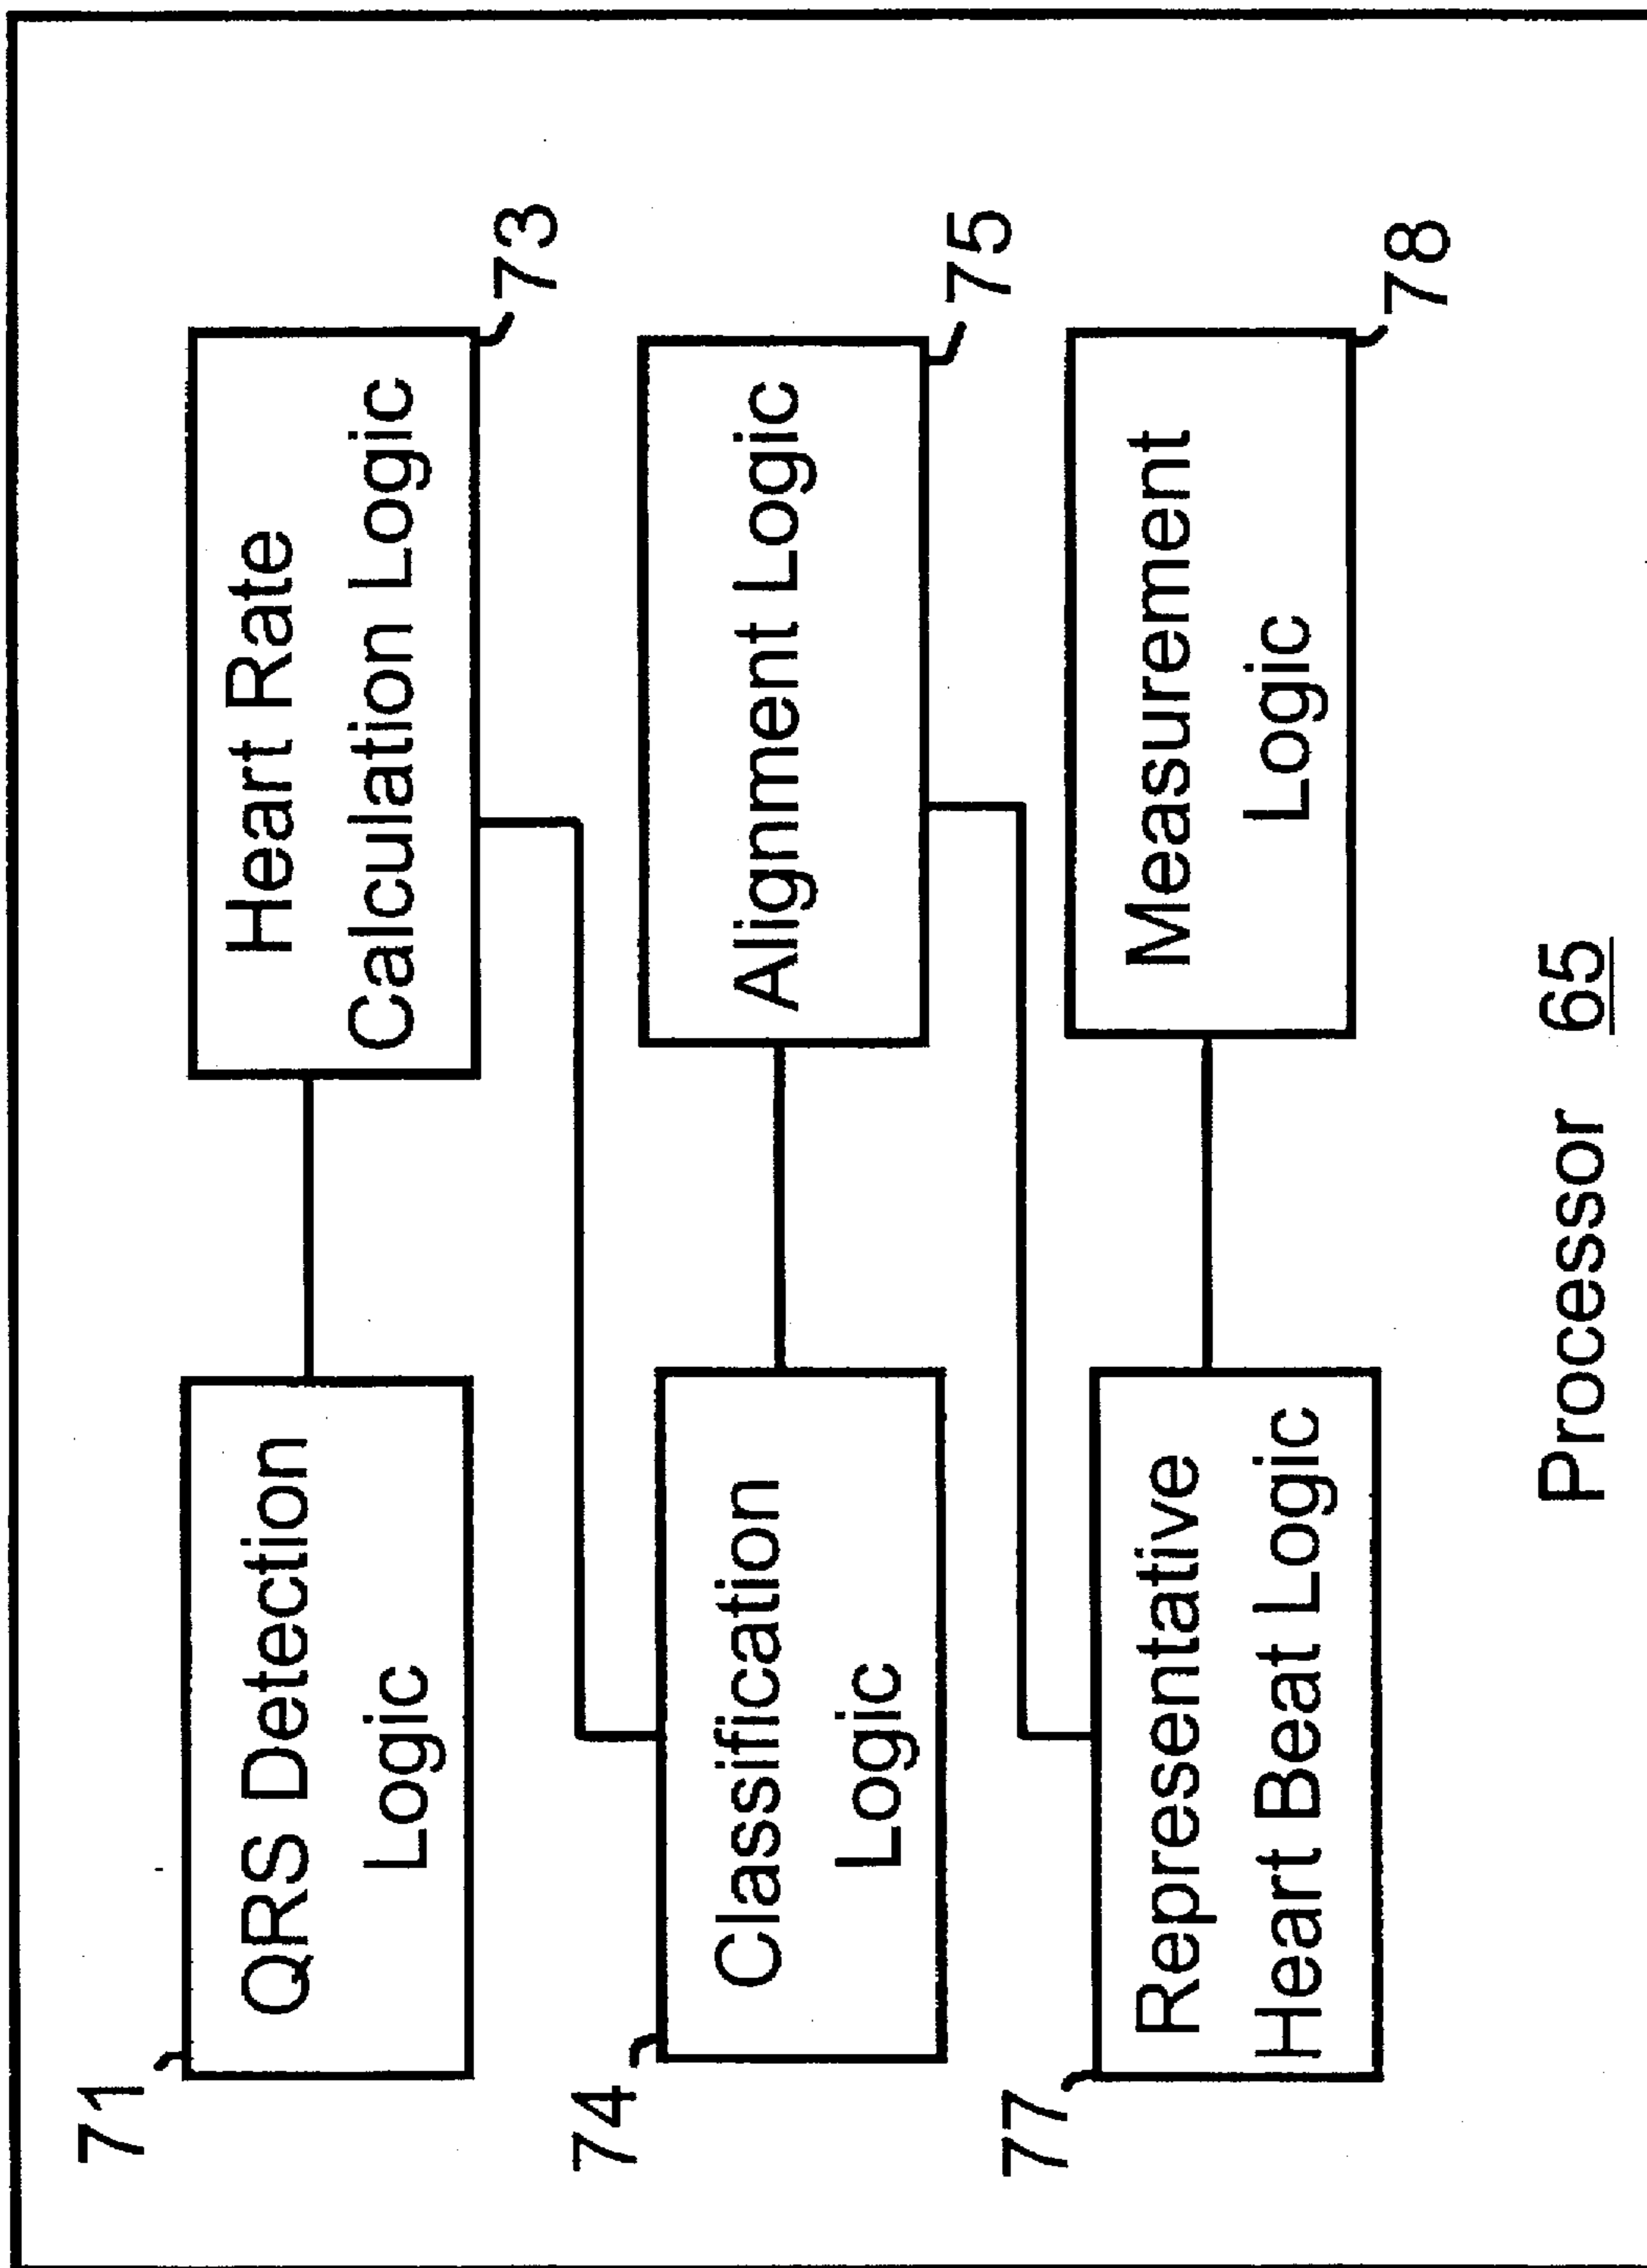 71
QRS Detection
Logic
Heart Rate
Calculation Logic
73
74
Classification
Logic
Alignment Logic
75
77
Representative
Heart Beat Logic
Measurement
Logic
78
Processor 65